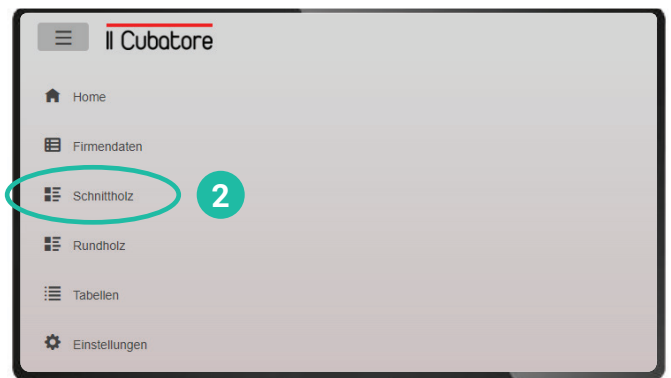 Il Cubatore
Home
Firmendaten
Schnittholz
2
Rundholz
Tabellen
Einstellungen